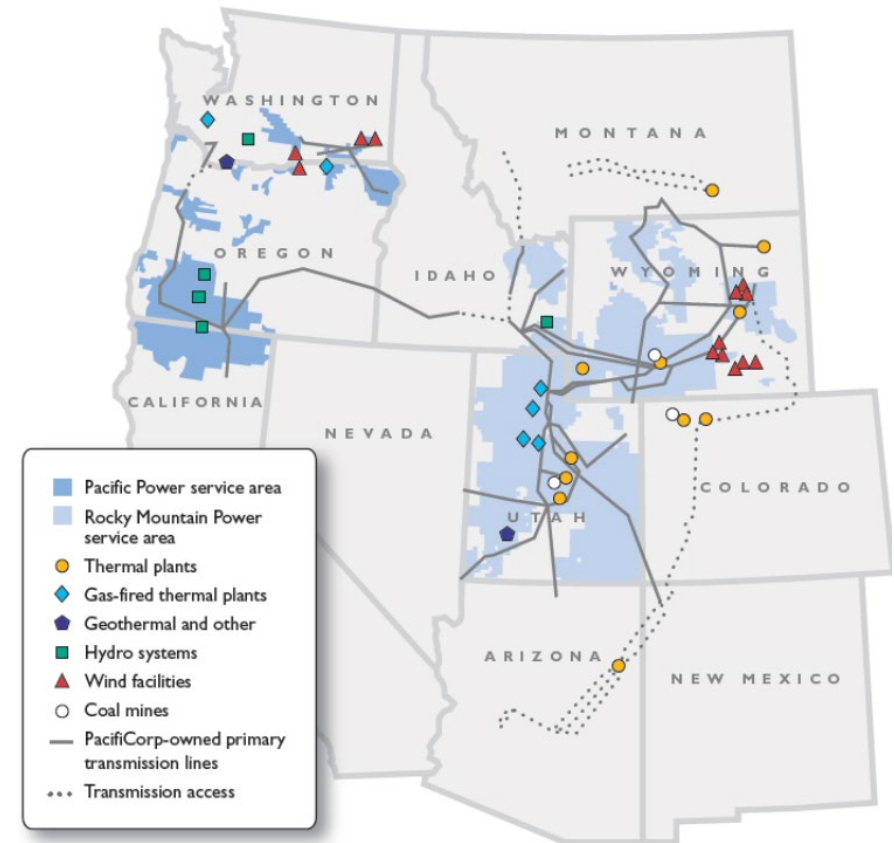 WASHINGTON
MONTANA
OREGON
IDAHO
WYOMING
CALIFORNIA
NEVADA
UTAH
COLORADO
ARIZONA
NEW MEXICO
Pacific Power service area
Rocky Mountain Power
service area
Thermal plants
Gas-fired thermal plants
Geothermal and other
Hydro systems
Wind facilities
Coal mines
PacifiCorp-owned primary
transmission lines
Transmission access